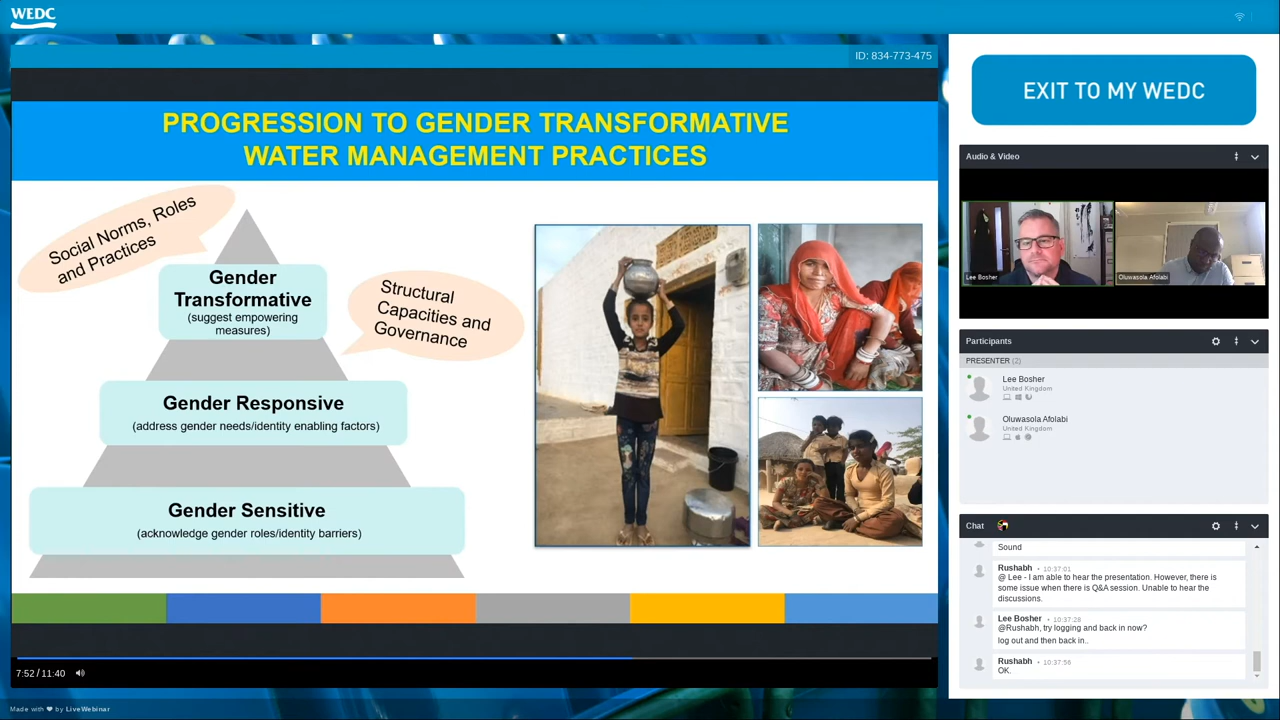 WEDC
ID: 834-773-475
PROGRESSION TO GENDER TRANSFORMATIVE
WATER MANAGEMENT PRACTICES
Social Norms, Roles
and Practices
Gender
Transformative
(suggest empowering
measures)
Structural
Capacities and
Governance
Gender Responsive
(address gender needs/identity enabling factors)
Gender Sensitive
(acknowledge gender roles/identity barriers)
7:52 / 11:40
Made with ❤ by LiveWebinar
EXIT TO MY WEDC
Audio & Video
Lee Bosher
Oluwasola Afolabi
Participants
PRESENTER (2)
Lee Bosher
United Kingdom
Oluwasola Afolabi
United Kingdom
Chat
Sound
Rushabh • 10:37:01
@ Lee - I am able to hear the presentation. However, there is
some issue when there is Q&A session. Unable to hear the
discussions.
Lee Bosher • 10:37:28
@Rushabh, try logging and back in now?
log out and then back in..
Rushabh • 10:37:56
OK.